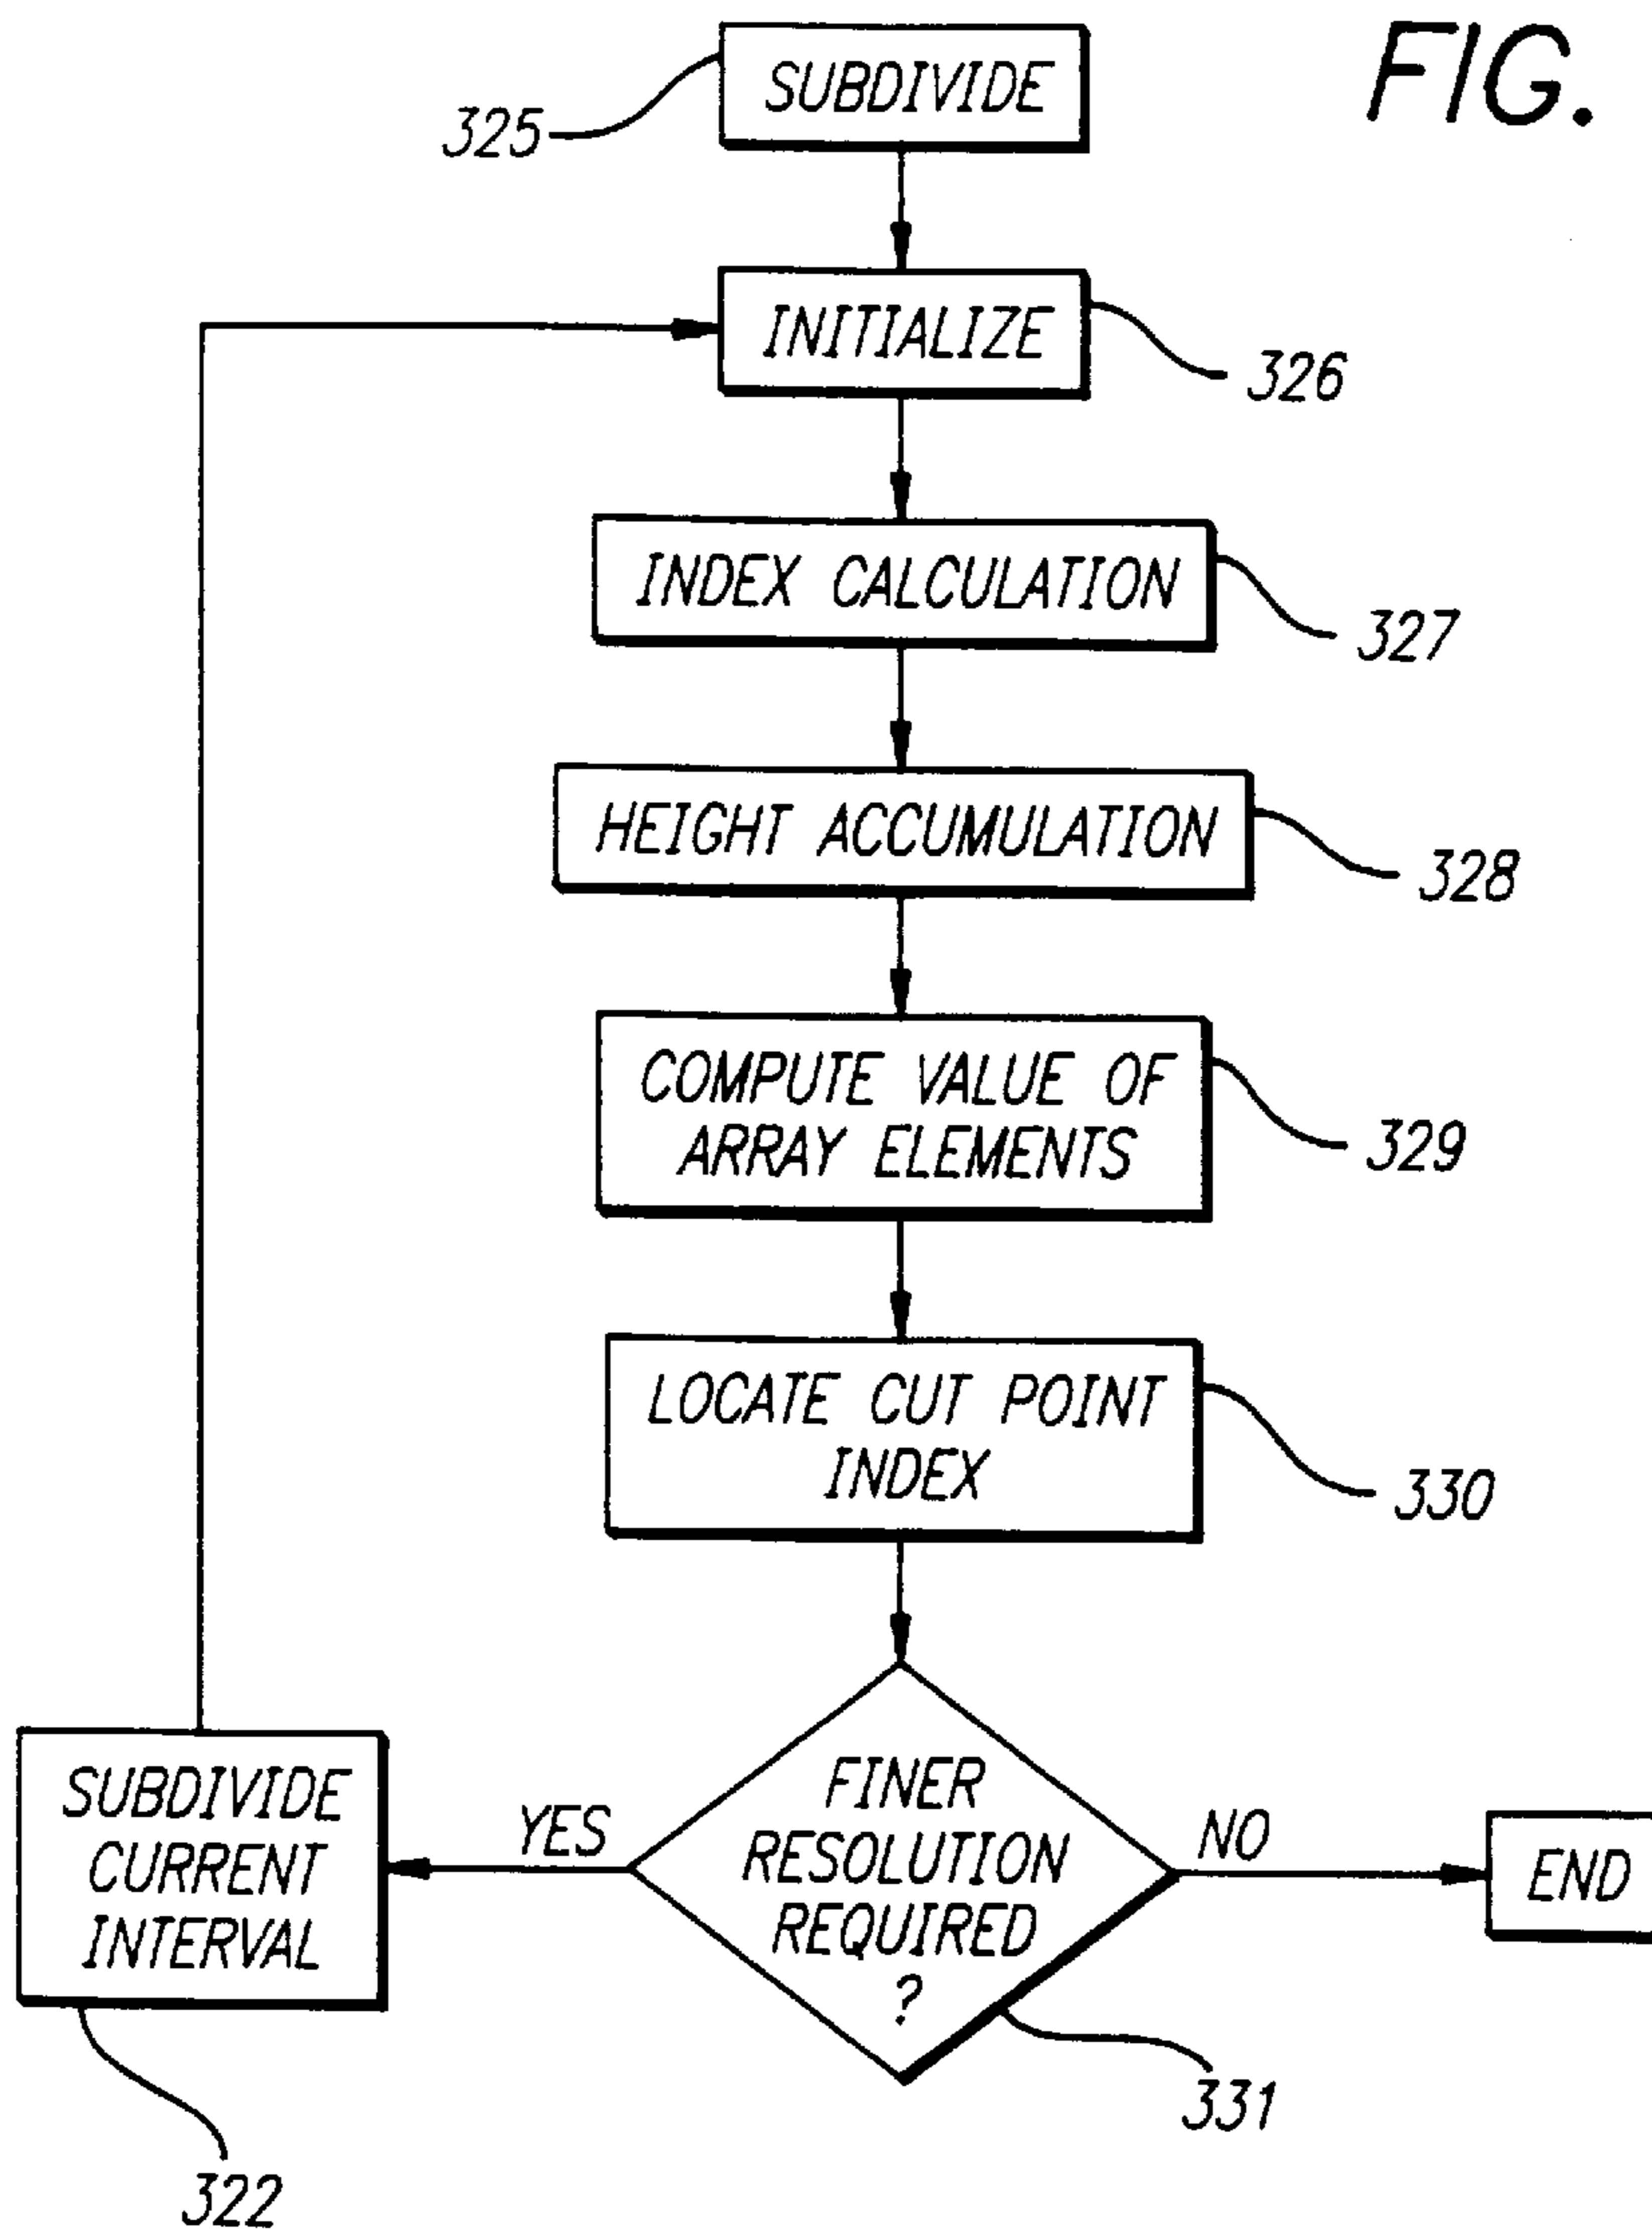 FIG.
SUBDIVIDE
325
INITIALIZE
326
INDEX CALCULATION
327
HEIGHT ACCUMULATION
328
COMPUTE VALUE OF
ARRAY ELEMENTS
329
LOCATE CUT POINT
INDEX
330
FINER
RESOLUTION
REQUIRED
?
331
YES
NO
SUBDIVIDE
CURRENT
INTERVAL
322
END